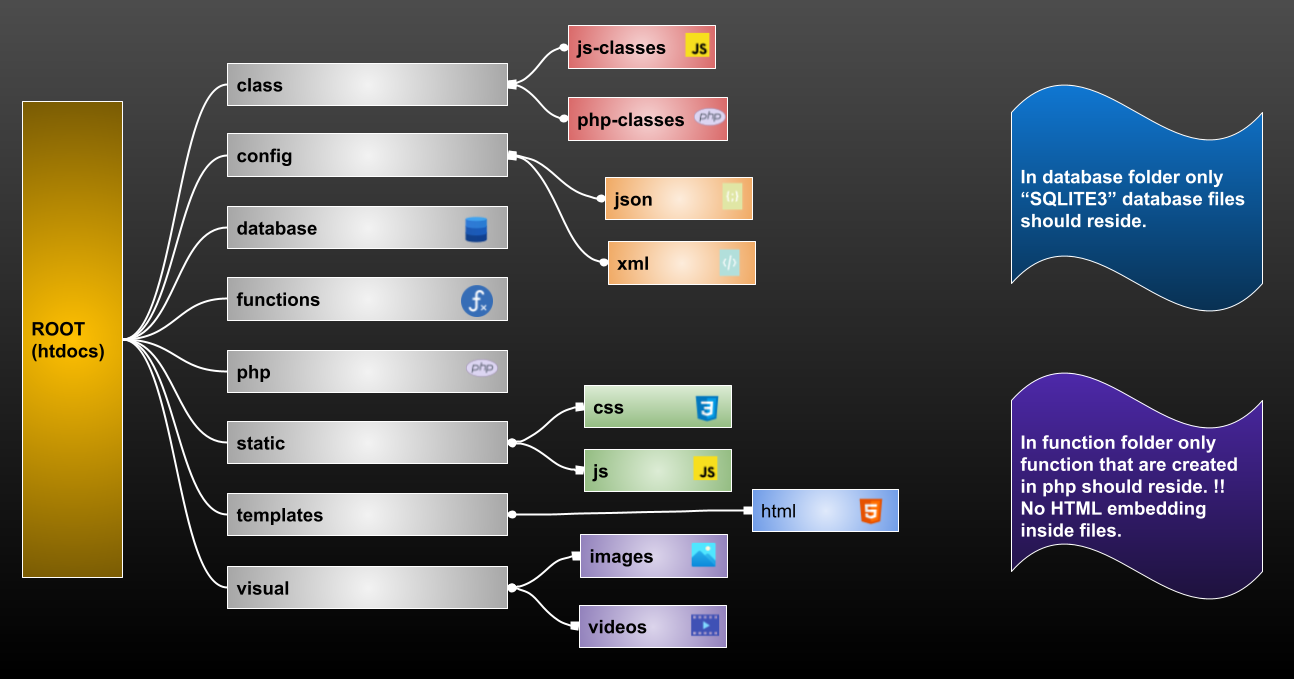 ROOT
(htdocs)
class
js-classes
JS
php-classes
php
config
json
{:}
xml
</>
database
functions
fx
php
php
static
css
3
js
JS
templates
html
5
visual
images
videos
In database folder only
“SQLITE3” database files
should reside.
In function folder only
function that are created
in php should reside. !!
No HTML embedding
inside files.